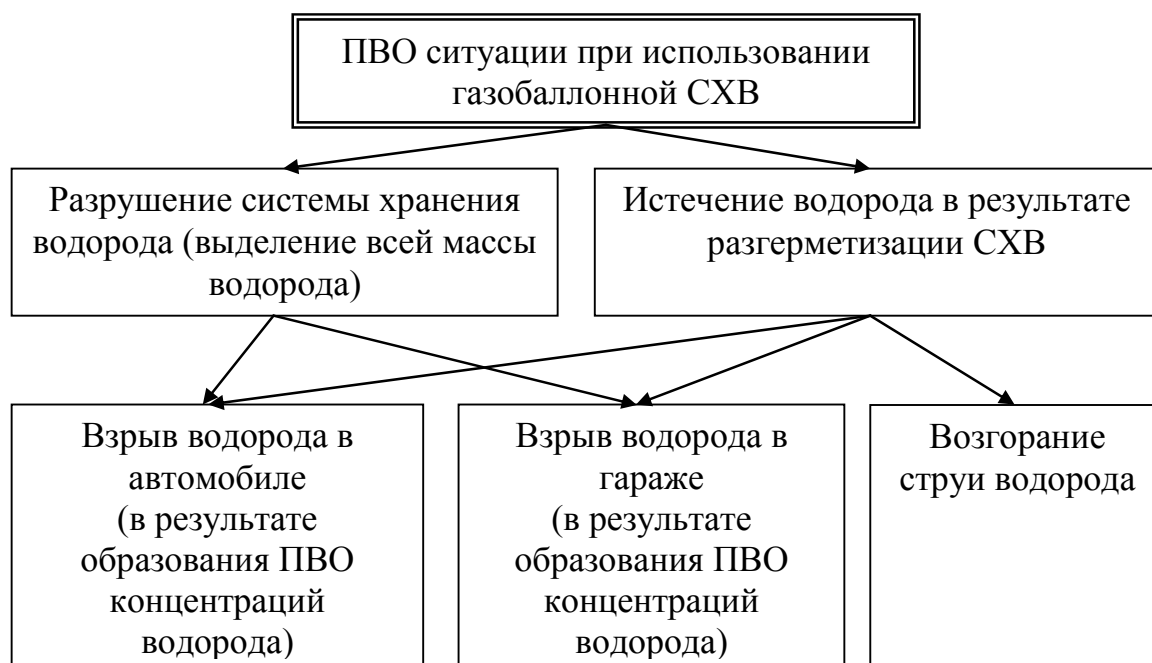 ПВО ситуации при использовании
газобаллонной СХВ
Разрушение системы хранения
водорода (выделение всей массы
водорода)
Истечение водорода в результате
разгерметизации СХВ
Взрыв водорода в
автомобиле
(в результате
образования ПВО
концентраций
водорода)
Взрыв водорода в
гараже
(в результате
образования ПВО
концентраций
водорода)
Возгорание
струи водорода